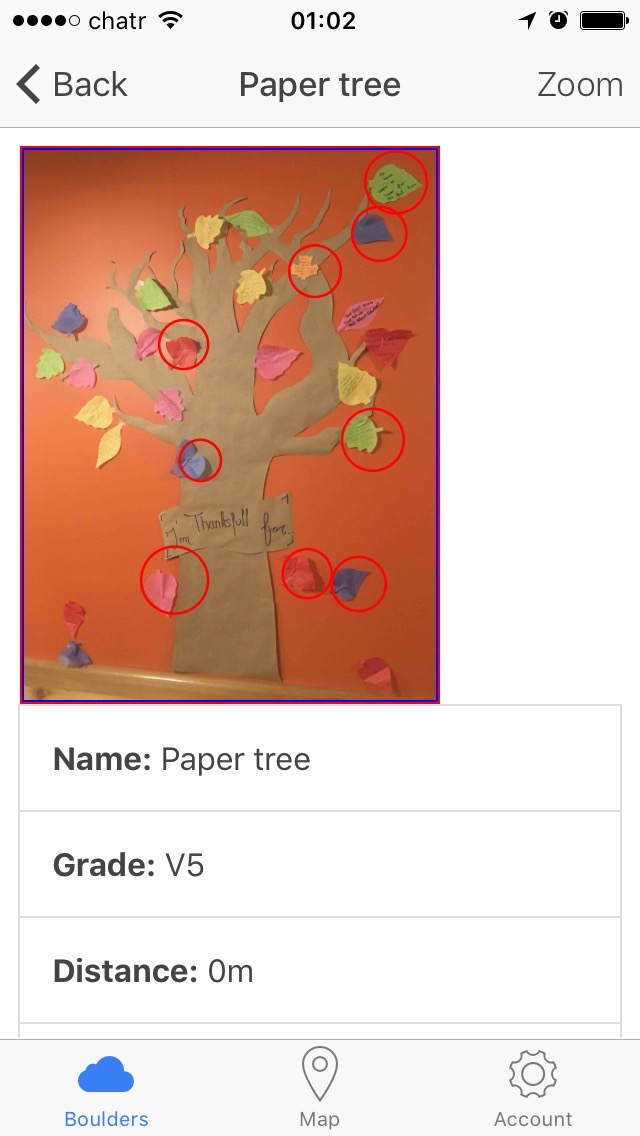 chatr 01:02
Back Paper tree Zoom
I'm Thanksfull for
Name: Paper tree
Grade: V5
Distance: 0m
Boulders Map Account